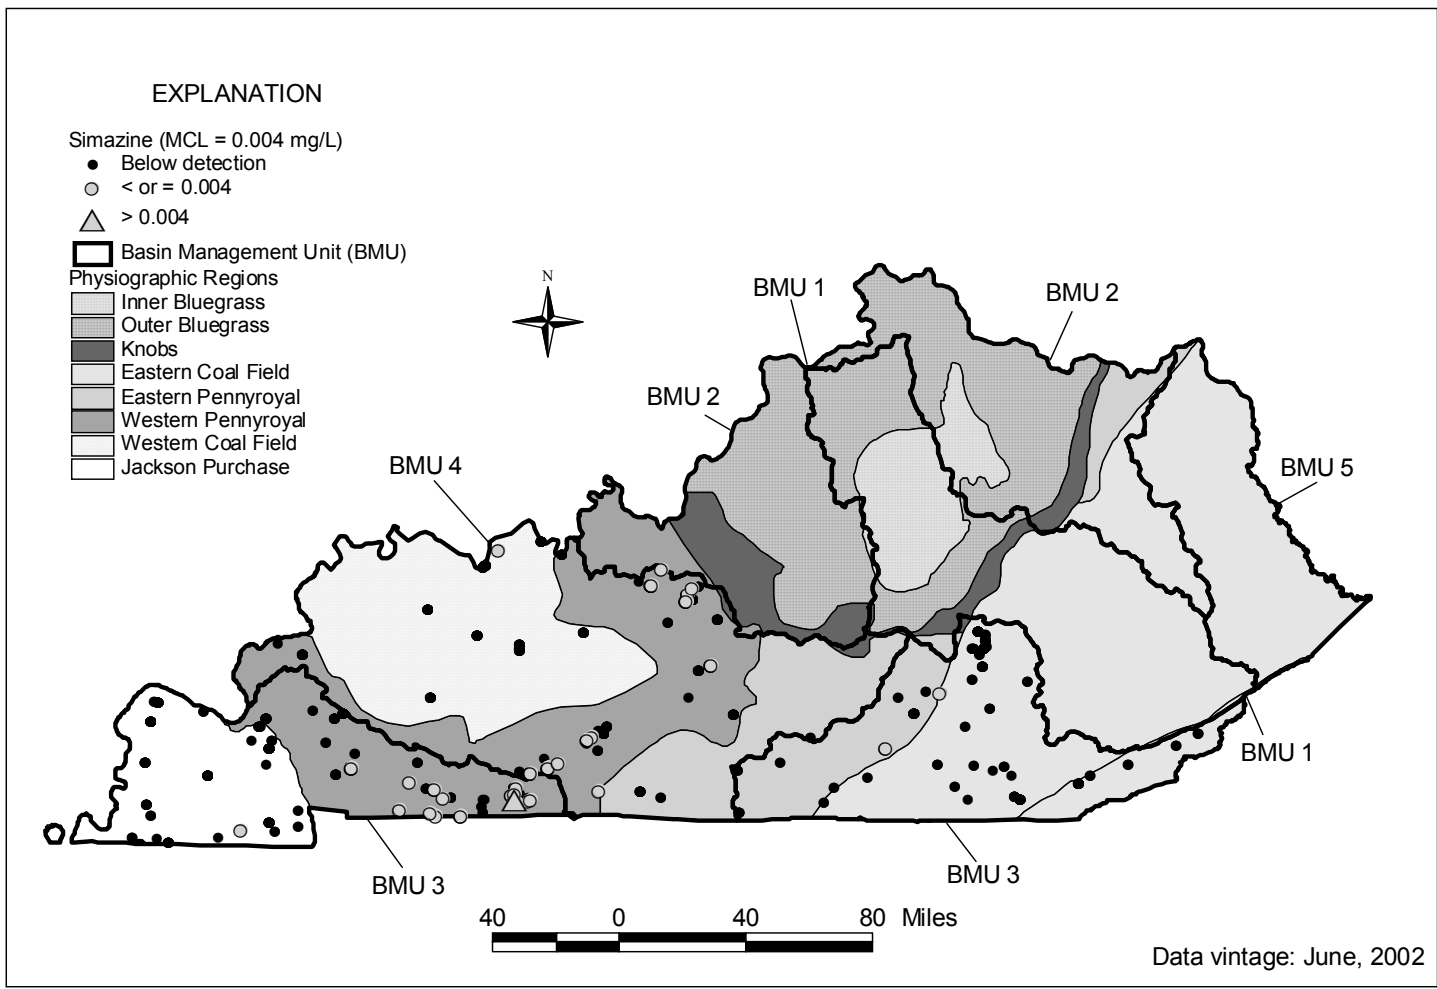 EXPLANATION
Simazine (MCL = 0.004 mg/L)
Below detection
< or = 0.004
> 0.004
Basin Management Unit (BMU)
Physiographic Regions
Inner Bluegrass
Outer Bluegrass
Knobs
Eastern Coal Field
Eastern Pennyroyal
Western Pennyroyal
Western Coal Field
Jackson Purchase
N
BMU 1
BMU 2
BMU 2
BMU 4
BMU 5
BMU 1
BMU 3
BMU 3
40 0 40 80 Miles
Data vintage: June, 2002